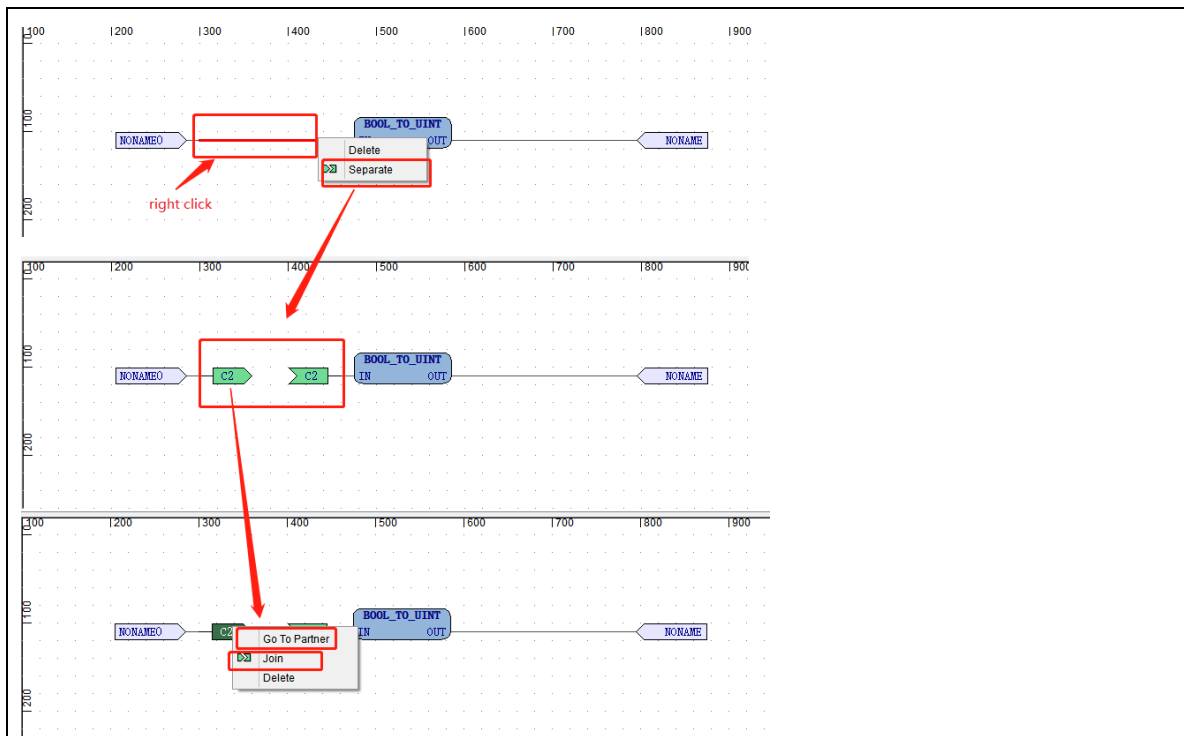 100 |200 |300 |400 |500 |600 |700 |800 |900
0
|100
BOOL_TO_UINT
NONAME0 OUT NONAME
Delete
Separate
right click
|200
100 |200 |300 |400 |500 |600 |700 |800 |900
0
|100
BOOL_TO_UINT
NONAME0 C2 C2 IN OUT NONAME
|200
100 |200 |300 |400 |500 |600 |700 |800 |900
0
|100
BOOL_TO_UINT
NONAME0 C2 IN OUT NONAME
Go To Partner
Join
Delete
|200